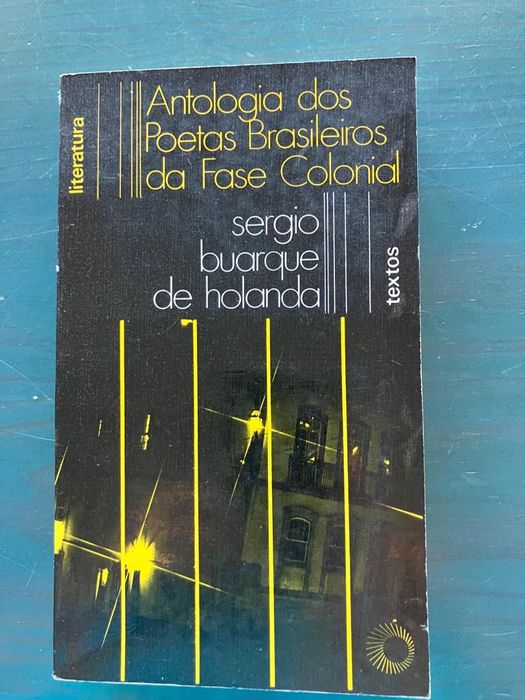 literatura
Antologia dos
Poetas Brasileiros
da Fase Colonial
sergio
buarque
de holanda
textos